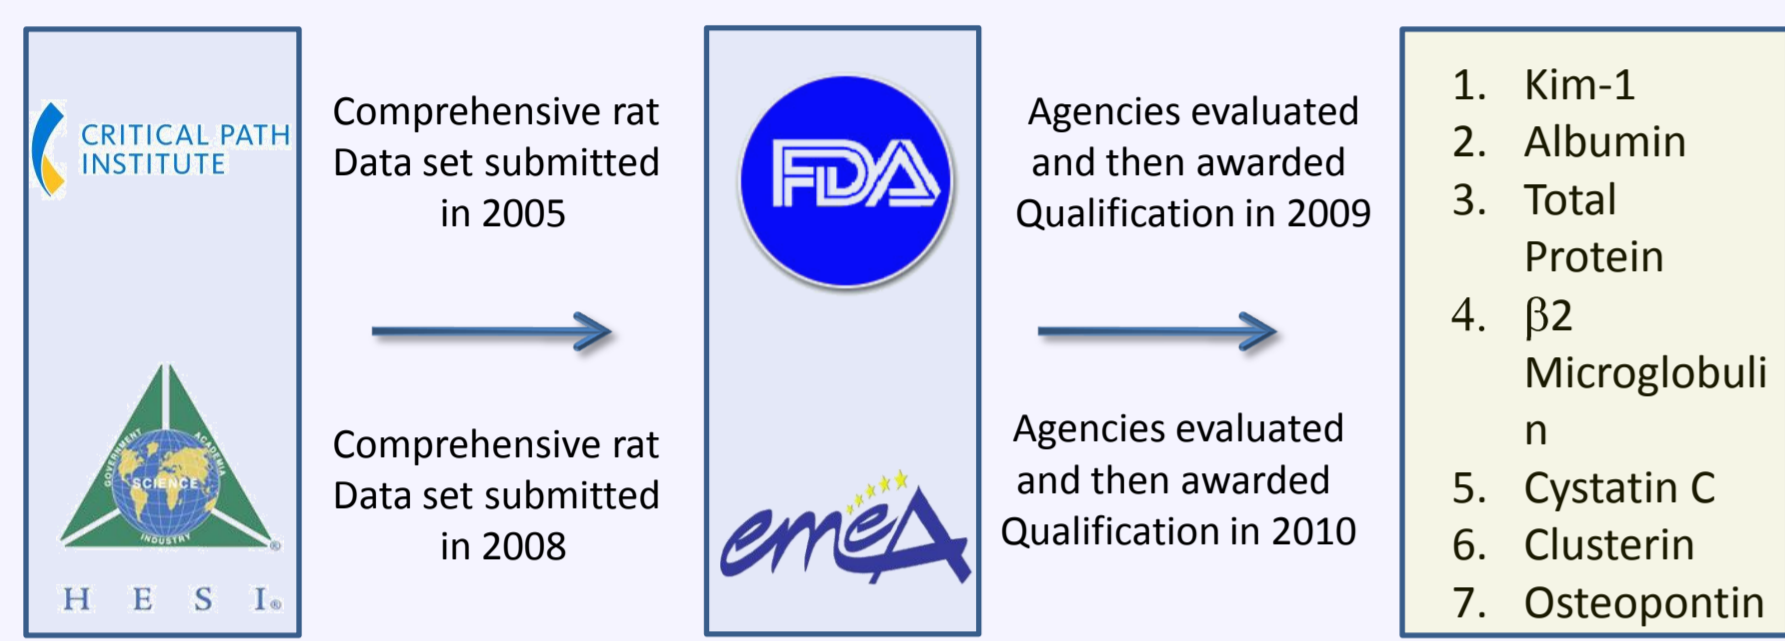 CRITICAL PATH
INSTITUTE
GOVERNMENT
ACADEMIA
SCIENCE
INDUSTRY
®
H E S I®
Comprehensive rat
Data set submitted
in 2005
Comprehensive rat
Data set submitted
in 2008
FDA
emeA
Agencies evaluated
and then awarded
Qualification in 2009
Agencies evaluated
and then awarded
Qualification in 2010
1. Kim-1
2. Albumin
3. Total
Protein
4. β2
Microglobuli
n
5. Cystatin C
6. Clusterin
7. Osteopontin